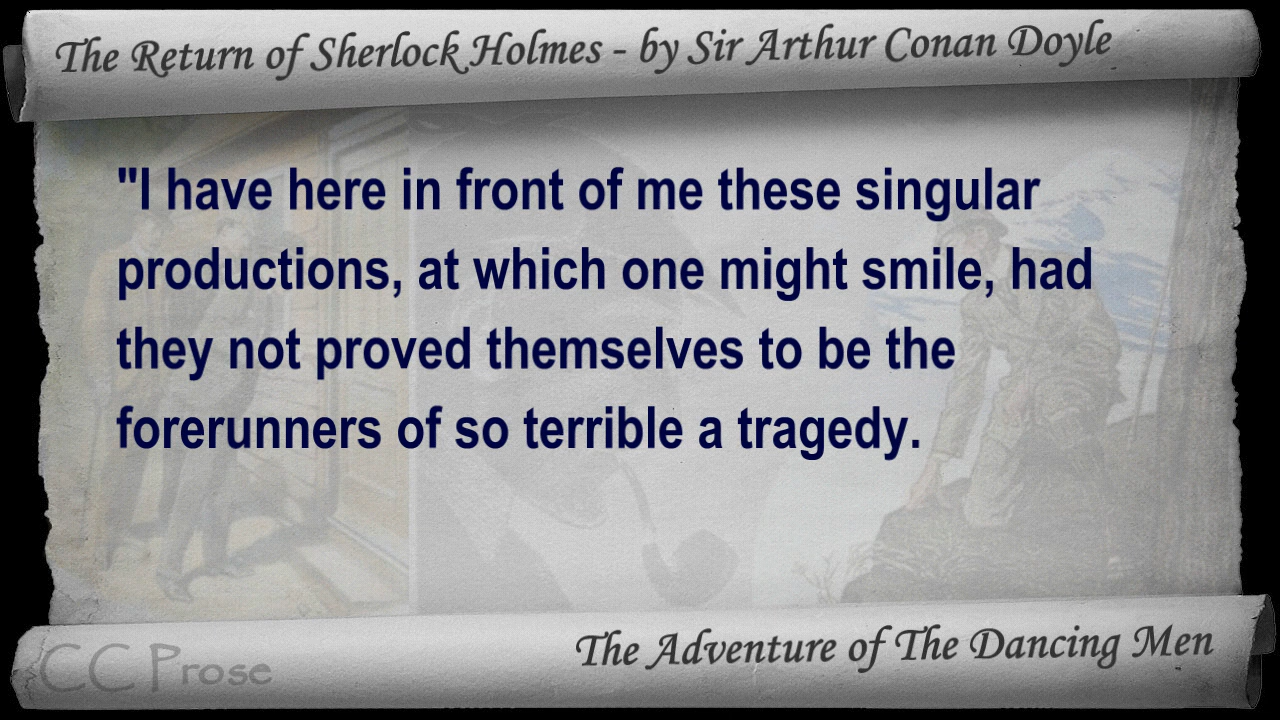 The Return of Sherlock Holmes - by Sir Arthur Conan Doyle
"I have here in front of me these singular
productions, at which one might smile, had
they not proved themselves to be the
forerunners of so terrible a tragedy.
CC Prose
The Adventure of The Dancing Men